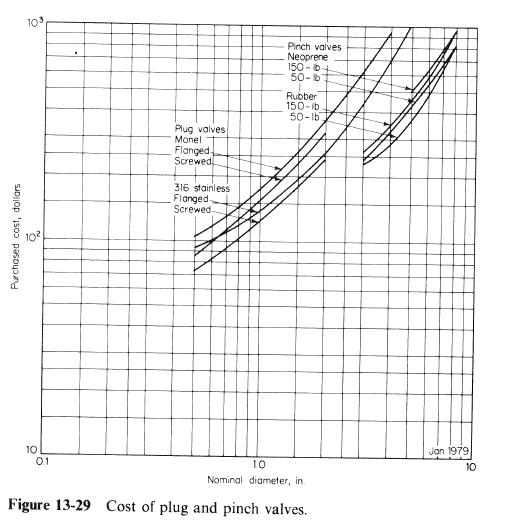 10³
Pinch valves
Neoprene
150-lb
50-lb
Rubber
150-lb
50-lb
Plug valves
Monel
Flanged
Screwed
316 stainless
Flanged
Screwed
Purchased cost, dollars
10²
10
Jan 1979
0.1
1.0
10
Nominal diameter, in.
Figure 13-29 Cost of plug and pinch valves.